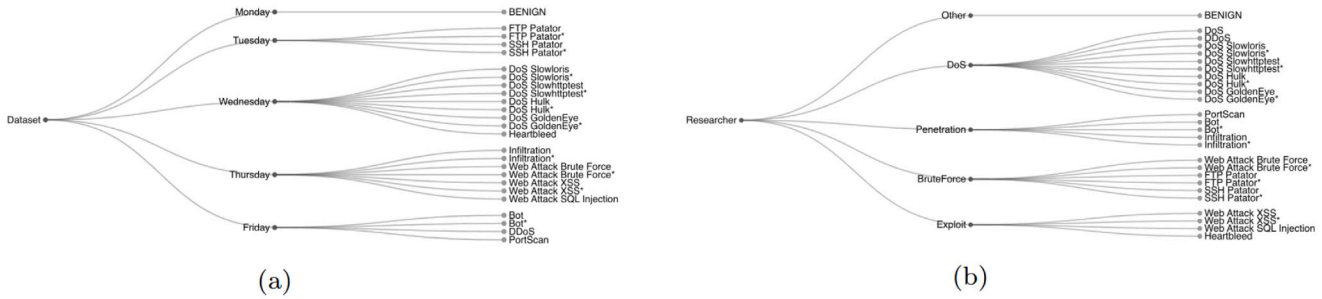 Dataset
Monday
BENIGN
Tuesday
FTP Patator
FTP Patator*
SSH Patator
SSH Patator*
Wednesday
DoS Slowloris
DoS Slowloris*
DoS Slowhttptest
DoS Slowhttptest*
DoS Hulk
DoS Hulk*
DoS GoldenEye
DoS GoldenEye*
Heartbleed
Thursday
Infiltration
Infiltration*
Web Attack Brute Force
Web Attack Brute Force*
Web Attack XSS
Web Attack XSS*
Web Attack SQL Injection
Friday
Bot
Bot*
DDoS
PortScan
(a)
Researcher
Other
BENIGN
DoS
DoS
DDoS
DoS Slowloris
DoS Slowloris*
DoS Slowhttptest
DoS Slowhttptest*
DoS Hulk
DoS Hulk*
DoS GoldenEye
DoS GoldenEye*
Penetration
PortScan
Bot
Bot*
Infiltration
Infiltration*
BruteForce
Web Attack Brute Force
Web Attack Brute Force*
FTP Patator
FTP Patator*
SSH Patator
SSH Patator*
Exploit
Web Attack XSS
Web Attack XSS*
Web Attack SQL Injection
Heartbleed
(b)